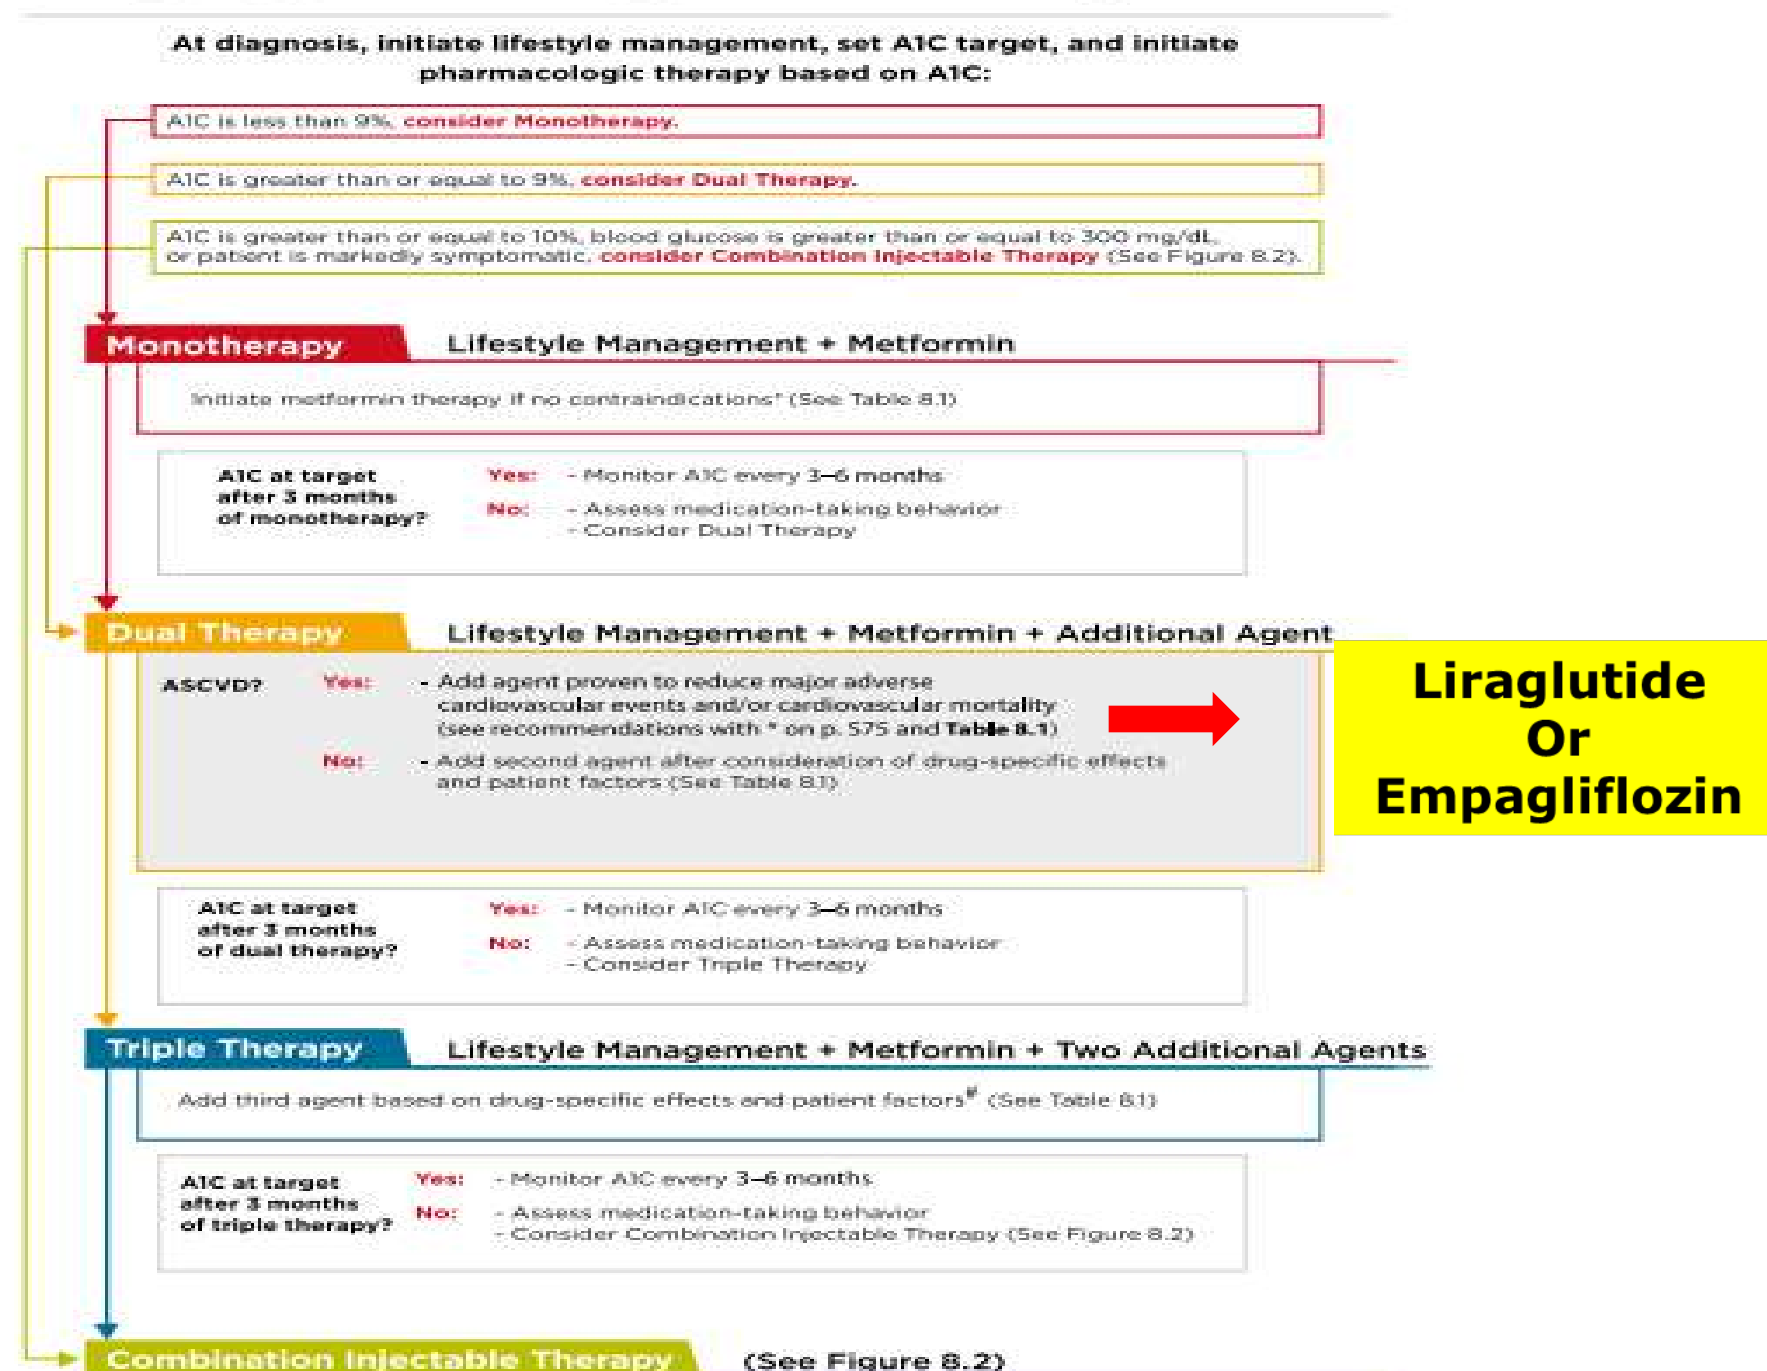 At diagnosis, initiate lifestyle management, set A1C target, and initiate
pharmacologic therapy based on A1C:
A1C is less than 9%, consider Monotherapy.
A1C is greater than or equal to 9%, consider Dual Therapy.
A1C is greater than or equal to 10%, blood glucose is greater than or equal to 300 mg/dL,
or patient is markedly symptomatic, consider Combination Injectable Therapy (See Figure 8.2).
Monotherapy Lifestyle Management + Metformin
Initiate metformin therapy if no contraindications* (See Table 8.1)
A1C at target
after 3 months
of monotherapy?
Yes: - Monitor A1C every 3–6 months
No: - Assess medication-taking behavior
- Consider Dual Therapy
Dual Therapy Lifestyle Management + Metformin + Additional Agent
ASCVD? Yes: - Add agent proven to reduce major adverse
cardiovascular events and/or cardiovascular mortality
(see recommendations with * on p. S75 and Table 8.1)
No: - Add second agent after consideration of drug-specific effects
and patient factors (See Table 8.1)
Liraglutide
Or
Empagliflozin
A1C at target
after 3 months
of dual therapy?
Yes: - Monitor A1C every 3–6 months
No: - Assess medication-taking behavior
- Consider Triple Therapy
Triple Therapy Lifestyle Management + Metformin + Two Additional Agents
Add third agent based on drug-specific effects and patient factors# (See Table 8.1)
A1C at target
after 3 months
of triple therapy?
Yes: - Monitor A1C every 3–6 months
No: - Assess medication-taking behavior
- Consider Combination Injectable Therapy (See Figure 8.2)
Combination Injectable Therapy (See Figure 8.2)